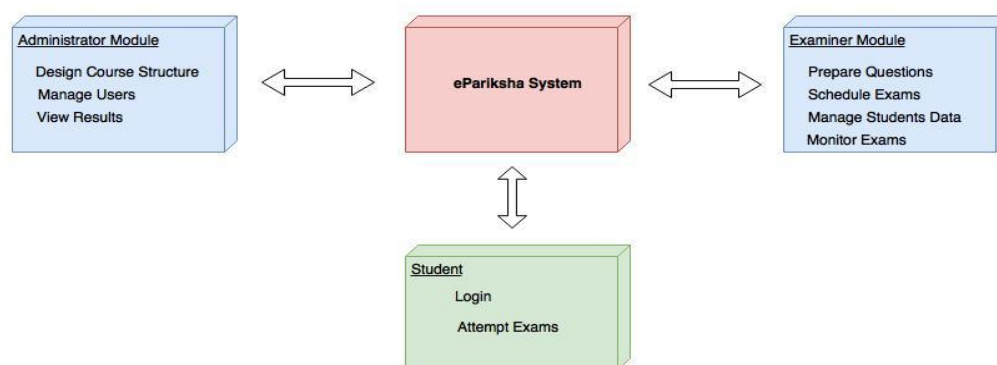 Administrator Module
Design Course Structure
Manage Users
View Results
ePariksha System
Examiner Module
Prepare Questions
Schedule Exams
Manage Students Data
Monitor Exams
Student
Login
Attempt Exams